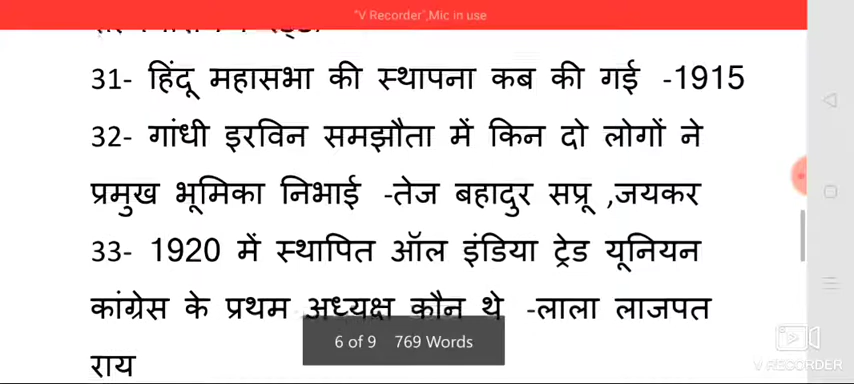 "V Recorder",Mic in use
31- हिंदू महासभा की स्थापना कब की गई -1915
32- गांधी इरविन समझौता में किन दो लोगों ने
प्रमुख भूमिका निभाई -तेज बहादुर सप्रू ,जयकर
33- 1920 में स्थापित ऑल इंडिया ट्रेड यूनियन
कांग्रेस के प्रथम अध्यक्ष कौन थे -लाला लाजपत
राय
6 of 9 769 Words
V RECORDER